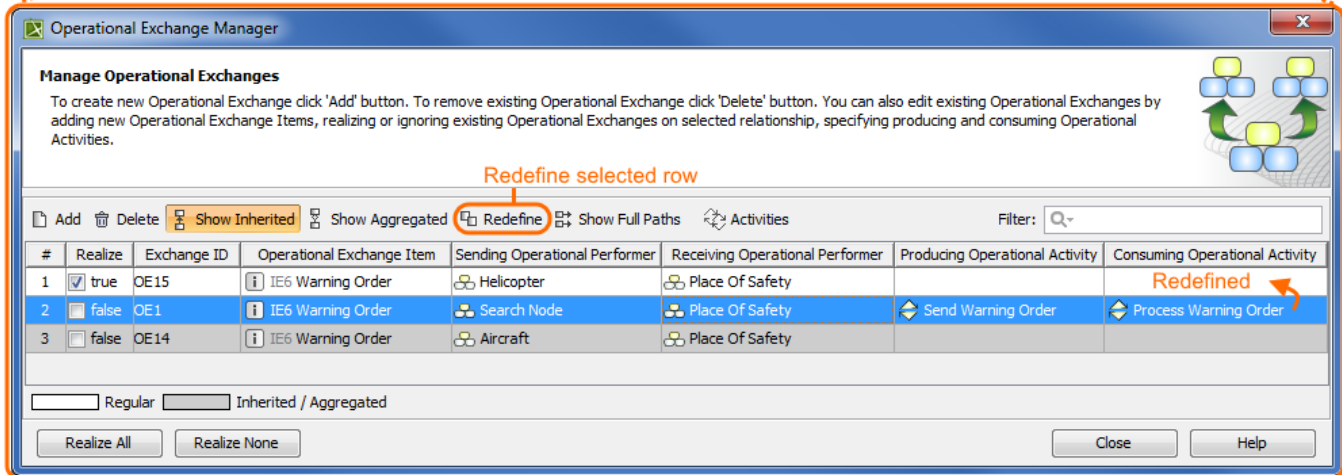 Operational Exchange Manager
Manage Operational Exchanges
To create new Operational Exchange click 'Add' button. To remove existing Operational Exchange click 'Delete' button. You can also edit existing Operational Exchanges by
adding new Operational Exchange Items, realizing or ignoring existing Operational Exchanges on selected relationship, specifying producing and consuming Operational
Activities.
Redefine selected row
Add Delete Show Inherited Show Aggregated Redefine Show Full Paths Activities Filter:
# Realize Exchange ID Operational Exchange Item Sending Operational Performer Receiving Operational Performer Producing Operational Activity Consuming Operational Activity
1 true OE15 IE6 Warning Order Helicopter Place Of Safety Redefined
2 false OE1 IE6 Warning Order Search Node Place Of Safety Send Warning Order Process Warning Order
3 false OE14 IE6 Warning Order Aircraft Place Of Safety
Regular Inherited / Aggregated
Realize All Realize None Close Help